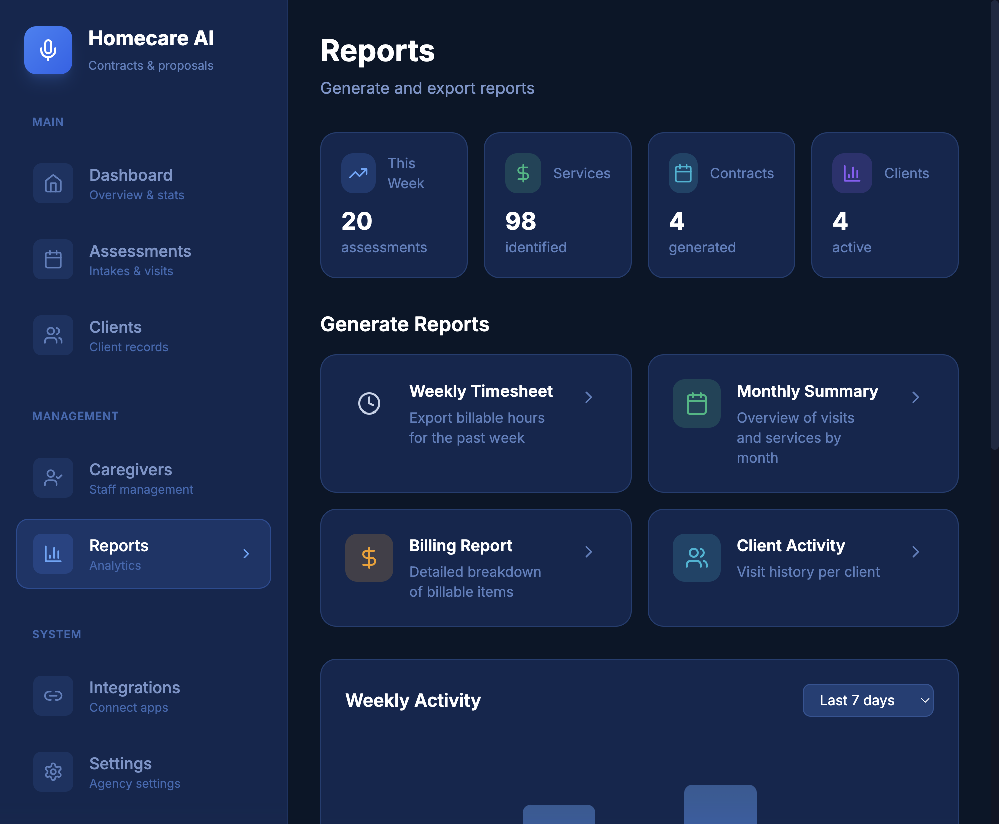 Homecare AI
Contracts & proposals
MAIN
Dashboard
Overview & stats
Assessments
Intakes & visits
Clients
Client records
MANAGEMENT
Caregivers
Staff management
Reports
Analytics
SYSTEM
Integrations
Connect apps
Settings
Agency settings
Reports
Generate and export reports
This
Week
20
assessments
Services
98
identified
Contracts
4
generated
Clients
4
active
Generate Reports
Weekly Timesheet
Export billable hours
for the past week
Monthly Summary
Overview of visits
and services by
month
Billing Report
Detailed breakdown
of billable items
Client Activity
Visit history per client
Weekly Activity
Last 7 days